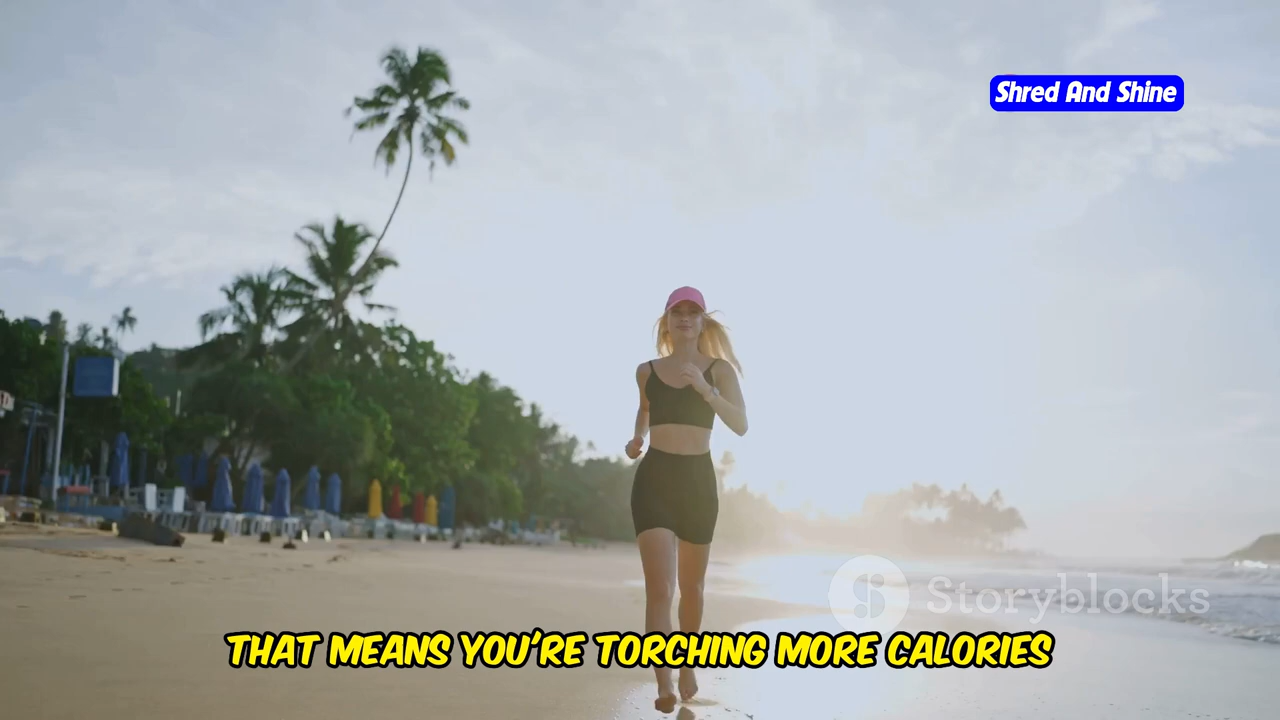 Shred And Shine
Storyblocks
THAT MEANS YOU'RE TORCHING MORE CALORIES